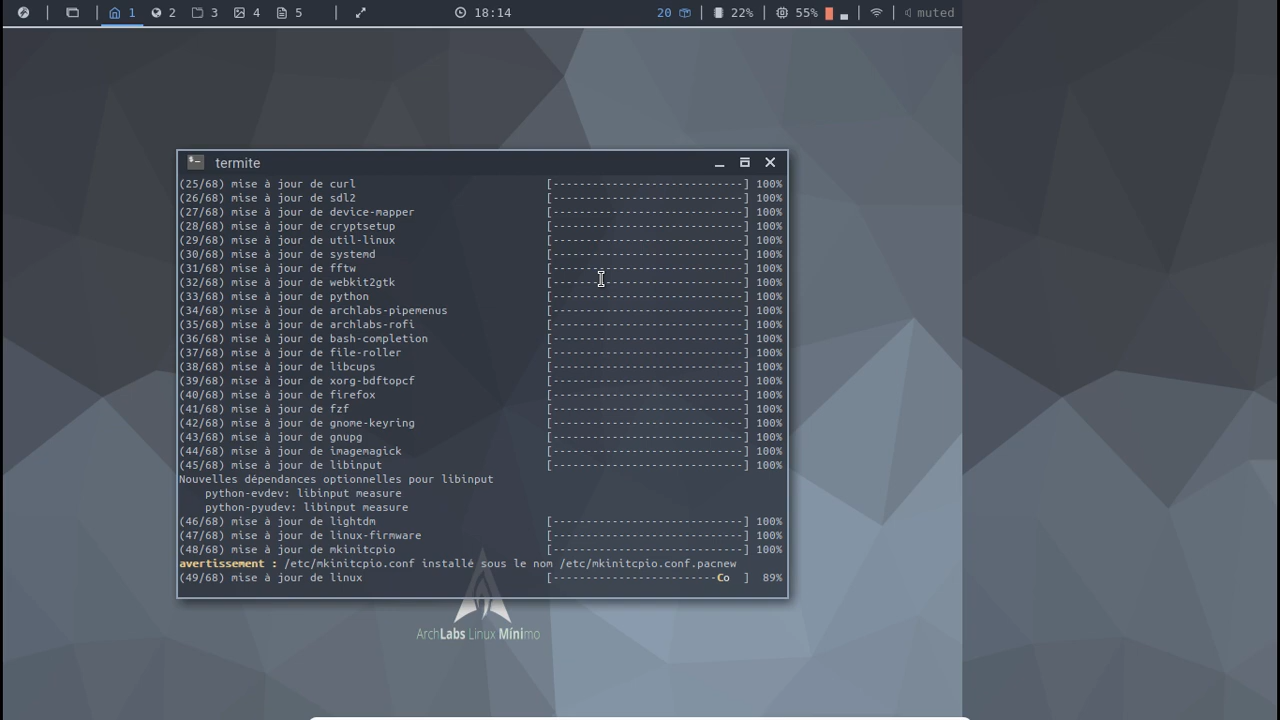 1 2 3 4 5 18:14 20 22% 55% muted
termite
(25/68) mise à jour de curl [-----------------------------] 100%
(26/68) mise à jour de sdl2 [-----------------------------] 100%
(27/68) mise à jour de device-mapper [-----------------------------] 100%
(28/68) mise à jour de cryptsetup [-----------------------------] 100%
(29/68) mise à jour de util-linux [-----------------------------] 100%
(30/68) mise à jour de systemd [-----------------------------] 100%
(31/68) mise à jour de fftw [-----------------------------] 100%
(32/68) mise à jour de webkit2gtk [-----------------------------] 100%
(33/68) mise à jour de python [-----------------------------] 100%
(34/68) mise à jour de archlabs-pipemenus [-----------------------------] 100%
(35/68) mise à jour de archlabs-rofi [-----------------------------] 100%
(36/68) mise à jour de bash-completion [-----------------------------] 100%
(37/68) mise à jour de file-roller [-----------------------------] 100%
(38/68) mise à jour de libcups [-----------------------------] 100%
(39/68) mise à jour de xorg-bdftopcf [-----------------------------] 100%
(40/68) mise à jour de firefox [-----------------------------] 100%
(41/68) mise à jour de fzf [-----------------------------] 100%
(42/68) mise à jour de gnome-keyring [-----------------------------] 100%
(43/68) mise à jour de gnupg [-----------------------------] 100%
(44/68) mise à jour de imagemagick [-----------------------------] 100%
(45/68) mise à jour de libinput [-----------------------------] 100%
Nouvelles dépendances optionnelles pour libinput
python-evdev: libinput measure
python-pyudev: libinput measure
(46/68) mise à jour de lightdm [-----------------------------] 100%
(47/68) mise à jour de linux-firmware [-----------------------------] 100%
(48/68) mise à jour de mkinitcpio [-----------------------------] 100%
avertissement : /etc/mkinitcpio.conf installé sous le nom /etc/mkinitcpio.conf.pacnew
(49/68) mise à jour de linux [-------------------------Co  ] 89%
ArchLabs Linux Mínimo